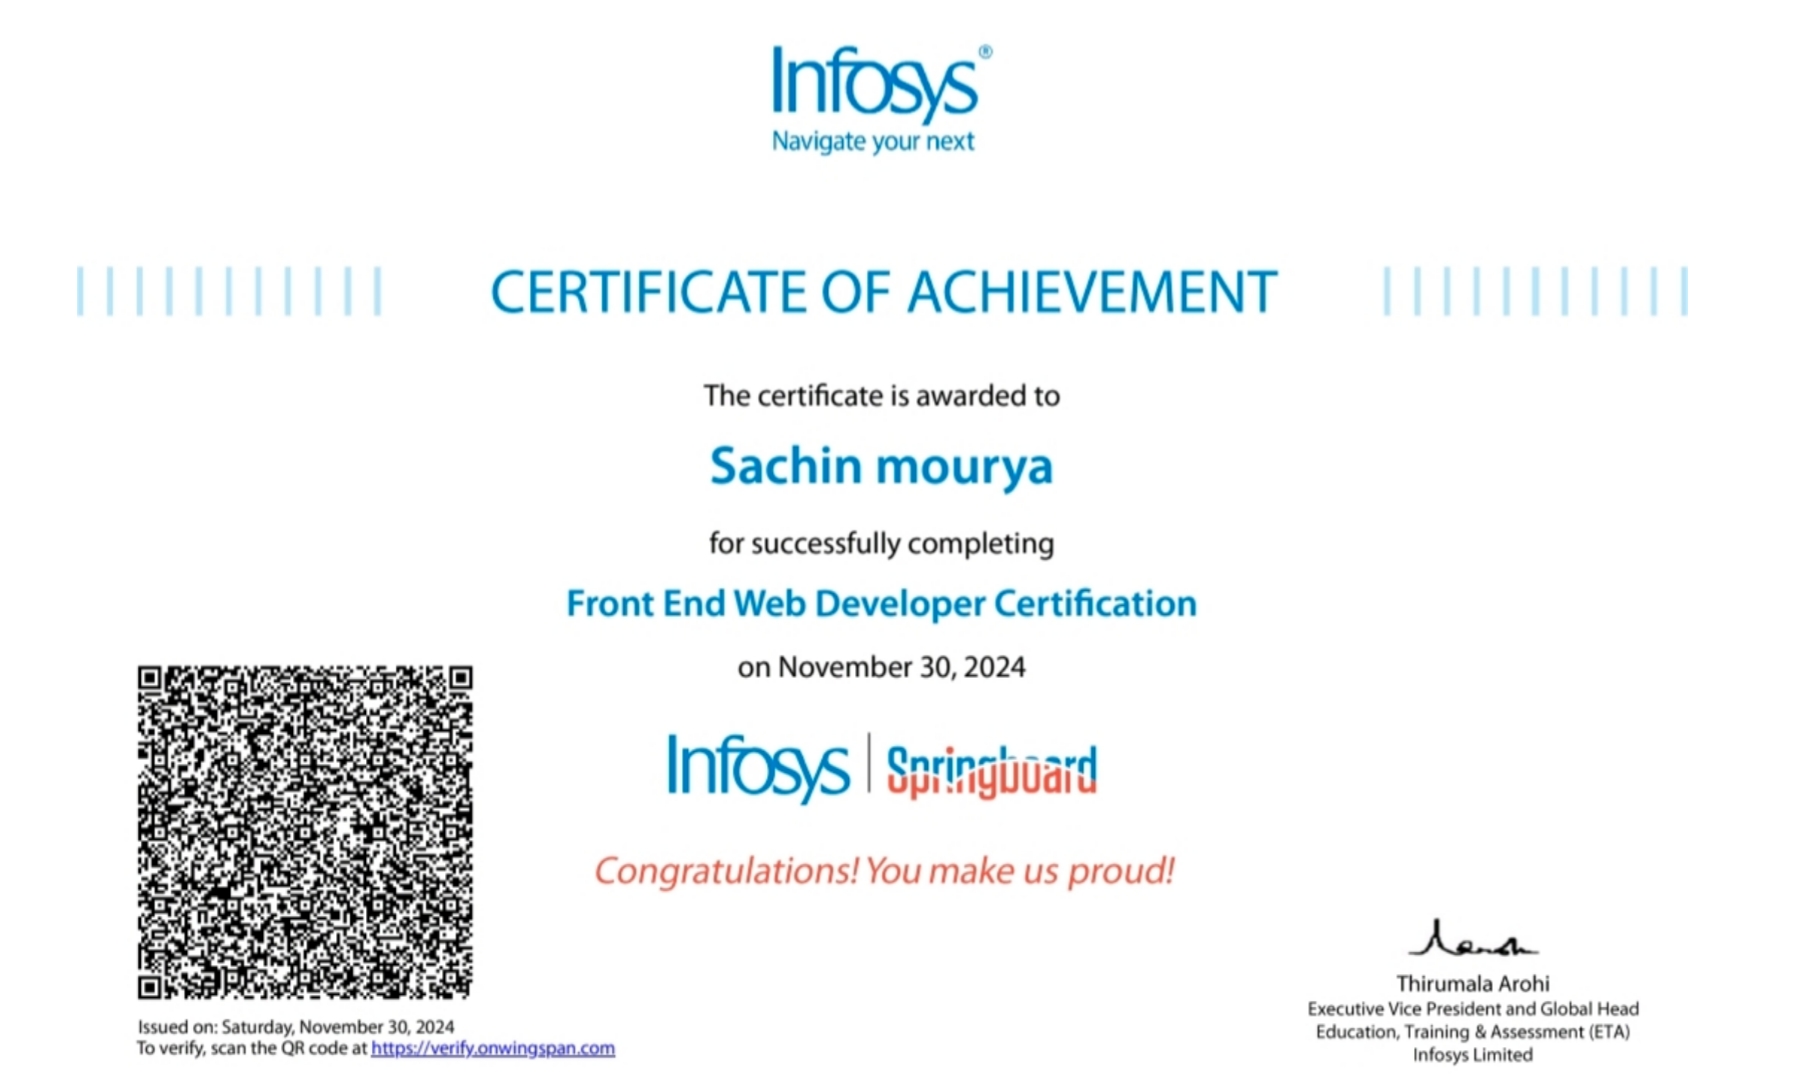 Infosys®
Navigate your next
CERTIFICATE OF ACHIEVEMENT
The certificate is awarded to
Sachin mourya
for successfully completing
Front End Web Developer Certification
on November 30, 2024
Infosys | Springboard
Congratulations! You make us proud!
Issued on: Saturday, November 30, 2024
To verify, scan the QR code at https://verify.onwingspan.com
Thirumala Arohi
Executive Vice President and Global Head
Education, Training & Assessment (ETA)
Infosys Limited